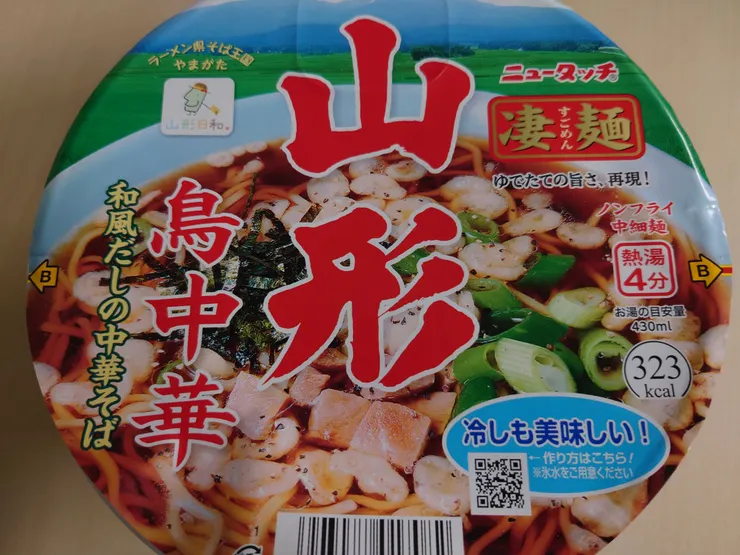 ラーメン県そば王国
やまがた
山形日和。
山形
鳥中華
和風だしの中華そば
ニュータッチ®
凄麺
すごめん
ゆでたての旨さ、再現!
ノンフライ
中細麺
熱湯
4分
お湯の目安量
430ml
323
kcal
B
B
冷しも美味しい!
←作り方はこちら!
※氷水をご用意ください